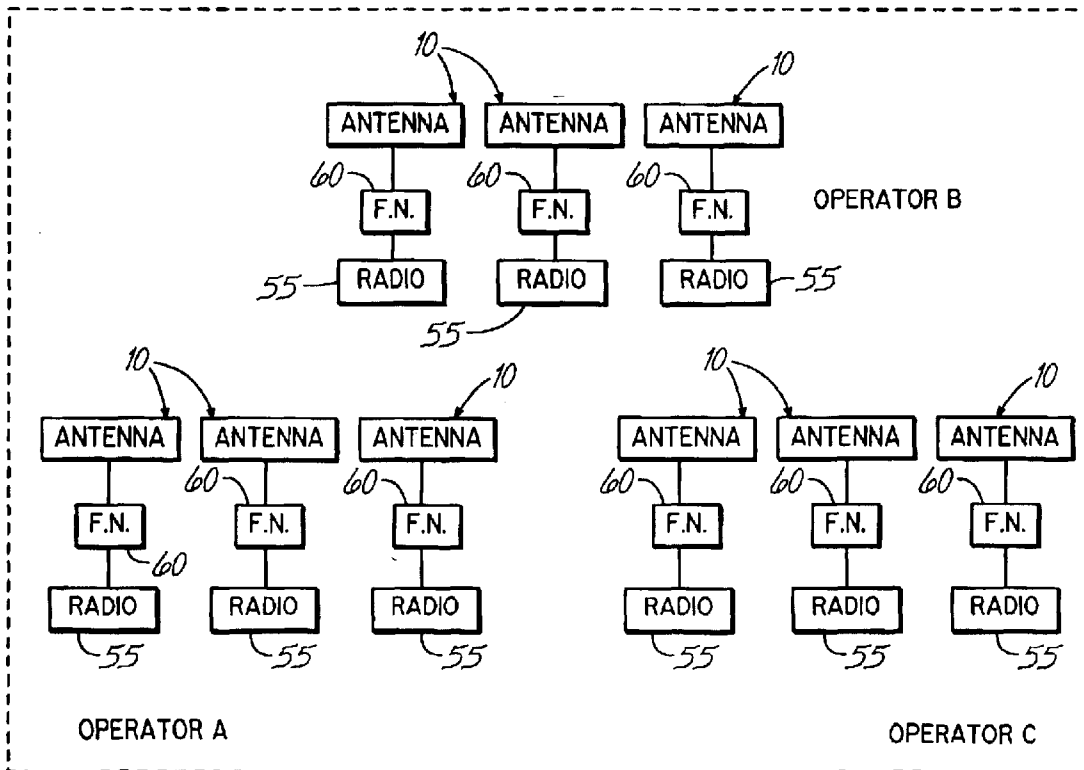 10 10
ANTENNA ANTENNA ANTENNA
60 60 60
F.N. F.N. F.N.
OPERATOR B
RADIO RADIO RADIO
55 55 55
10 10 10 10
ANTENNA ANTENNA ANTENNA ANTENNA ANTENNA ANTENNA
60 60 60 60 60
F.N. F.N. F.N. F.N. F.N. F.N.
60
RADIO RADIO RADIO RADIO RADIO RADIO
55 55 55 55 55 55
OPERATOR A OPERATOR C